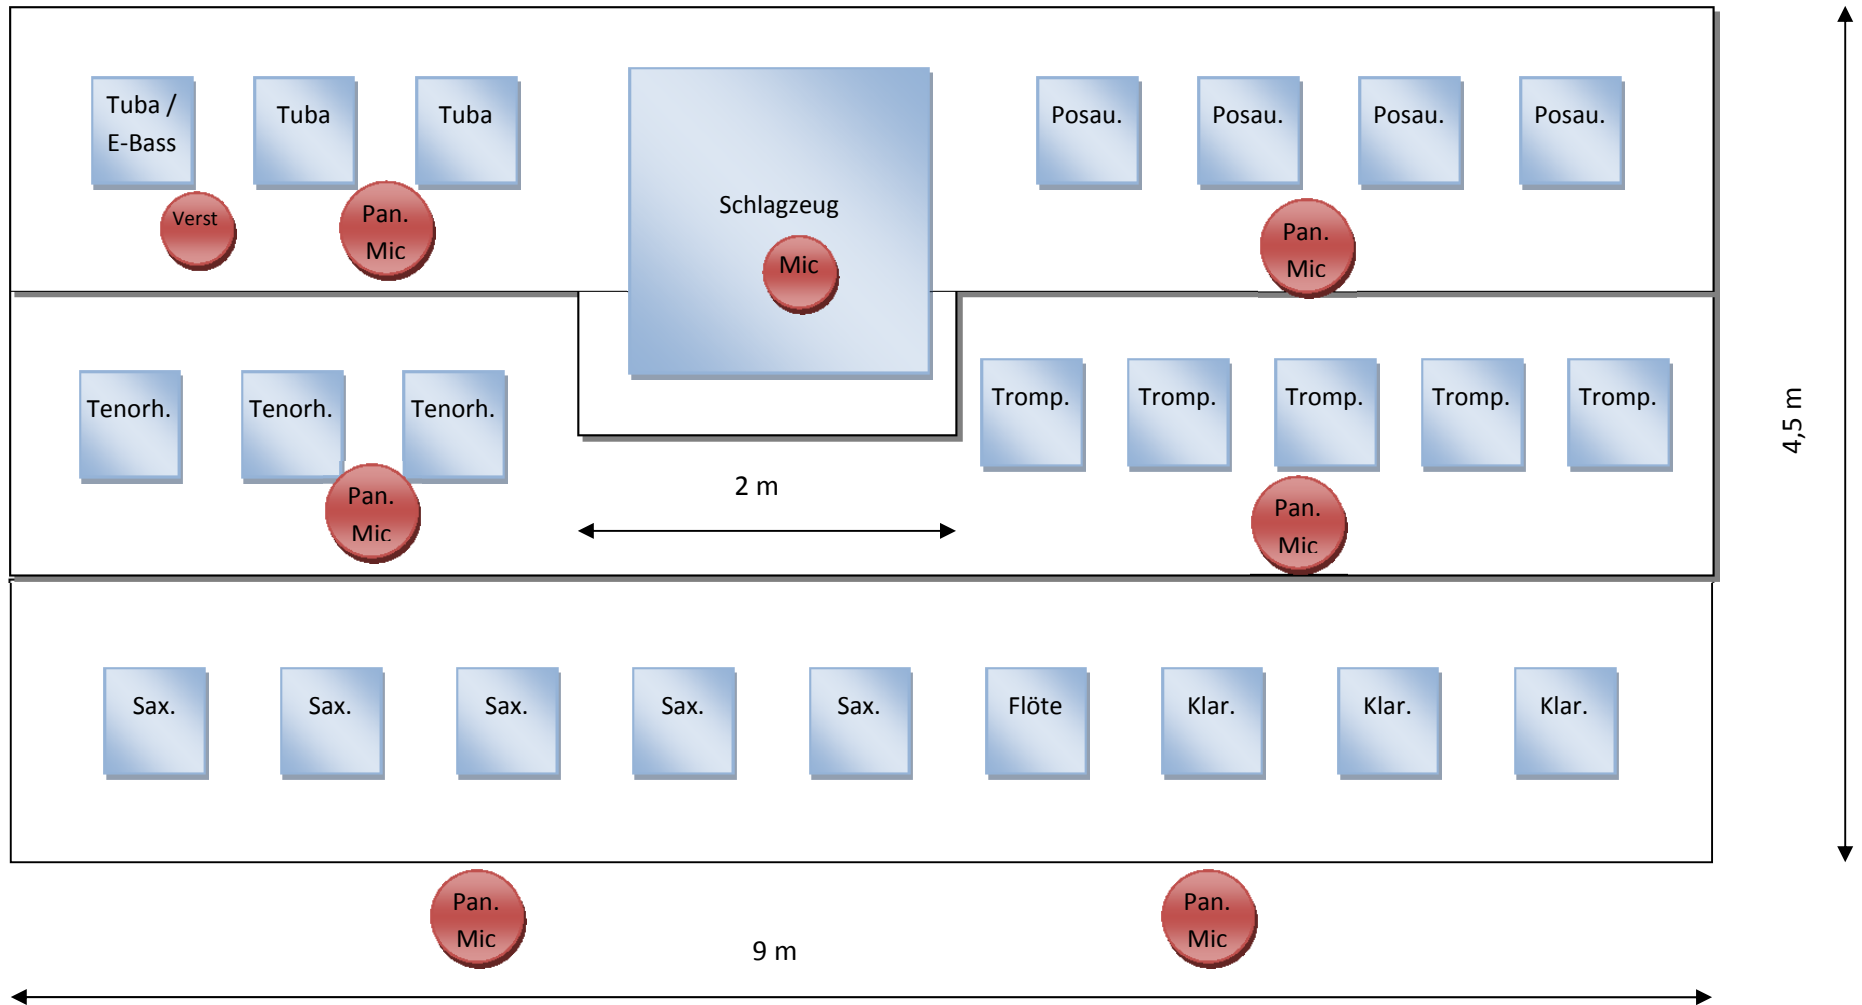 Tuba /
E-Bass
Tuba
Tuba
Posau.
Posau.
Posau.
Posau.
Schlagzeug
Verst
Pan.
Mic
Mic
Pan.
Mic
Tenorh.
Tenorh.
Tenorh.
Tromp.
Tromp.
Tromp.
Tromp.
Tromp.
4,5 m
2 m
Pan.
Mic
Pan.
Mic
Sax.
Sax.
Sax.
Sax.
Sax.
Flöte
Klar.
Klar.
Klar.
Pan.
Mic
Pan.
Mic
9 m